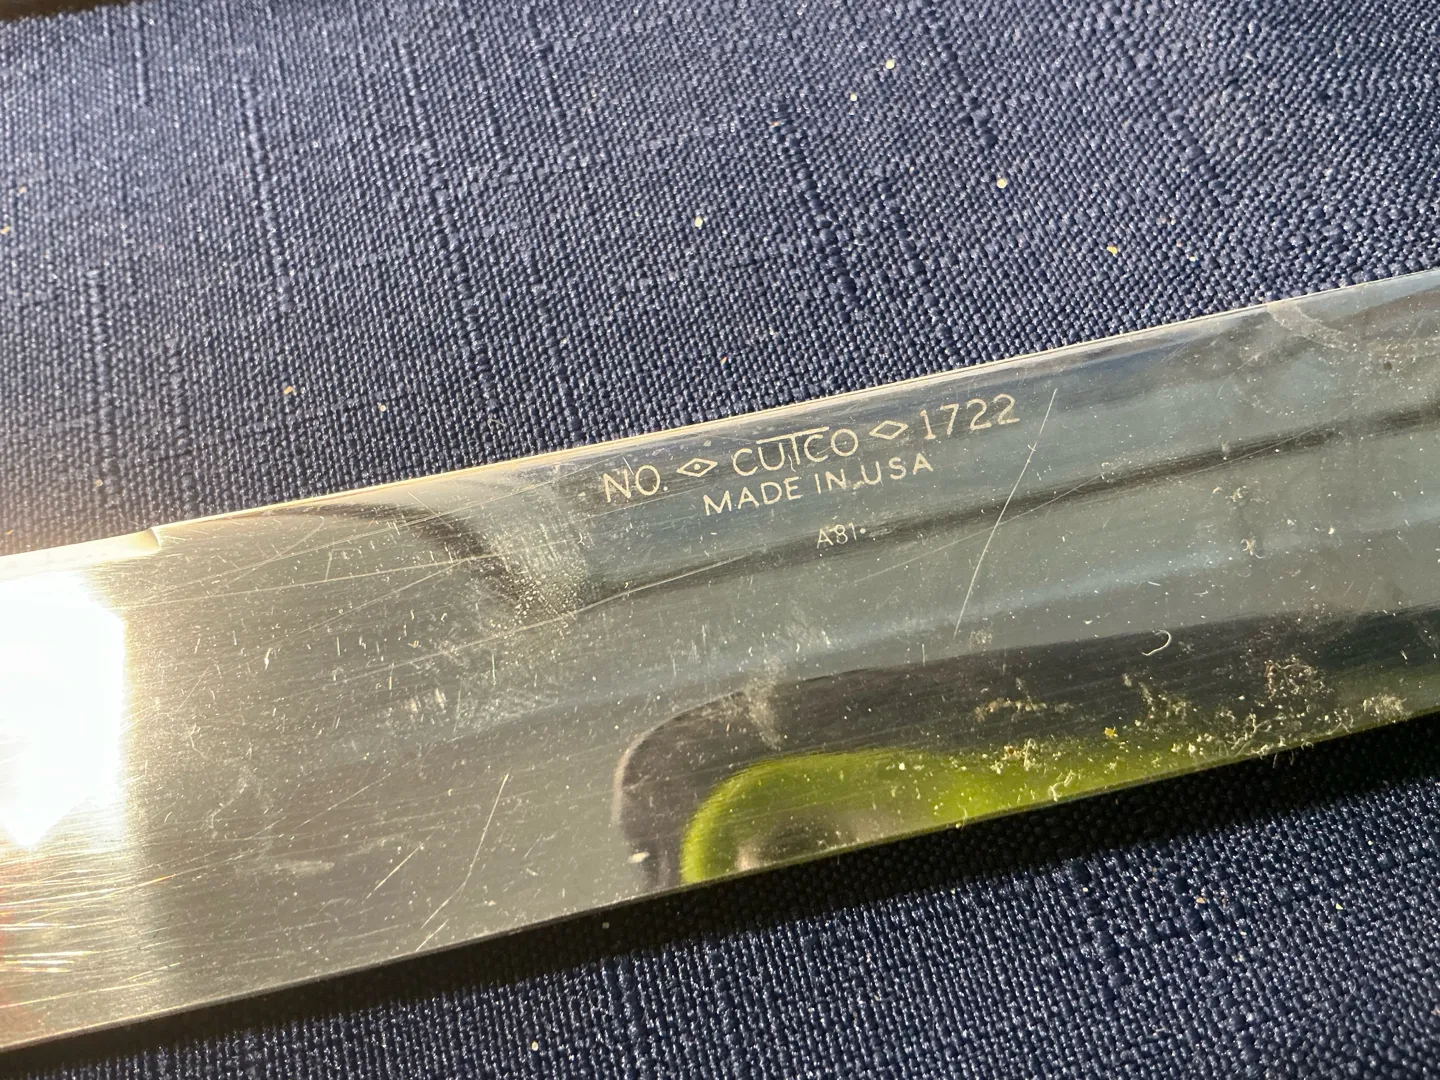 NO. CUTCO 1722
MADE IN USA
A81.